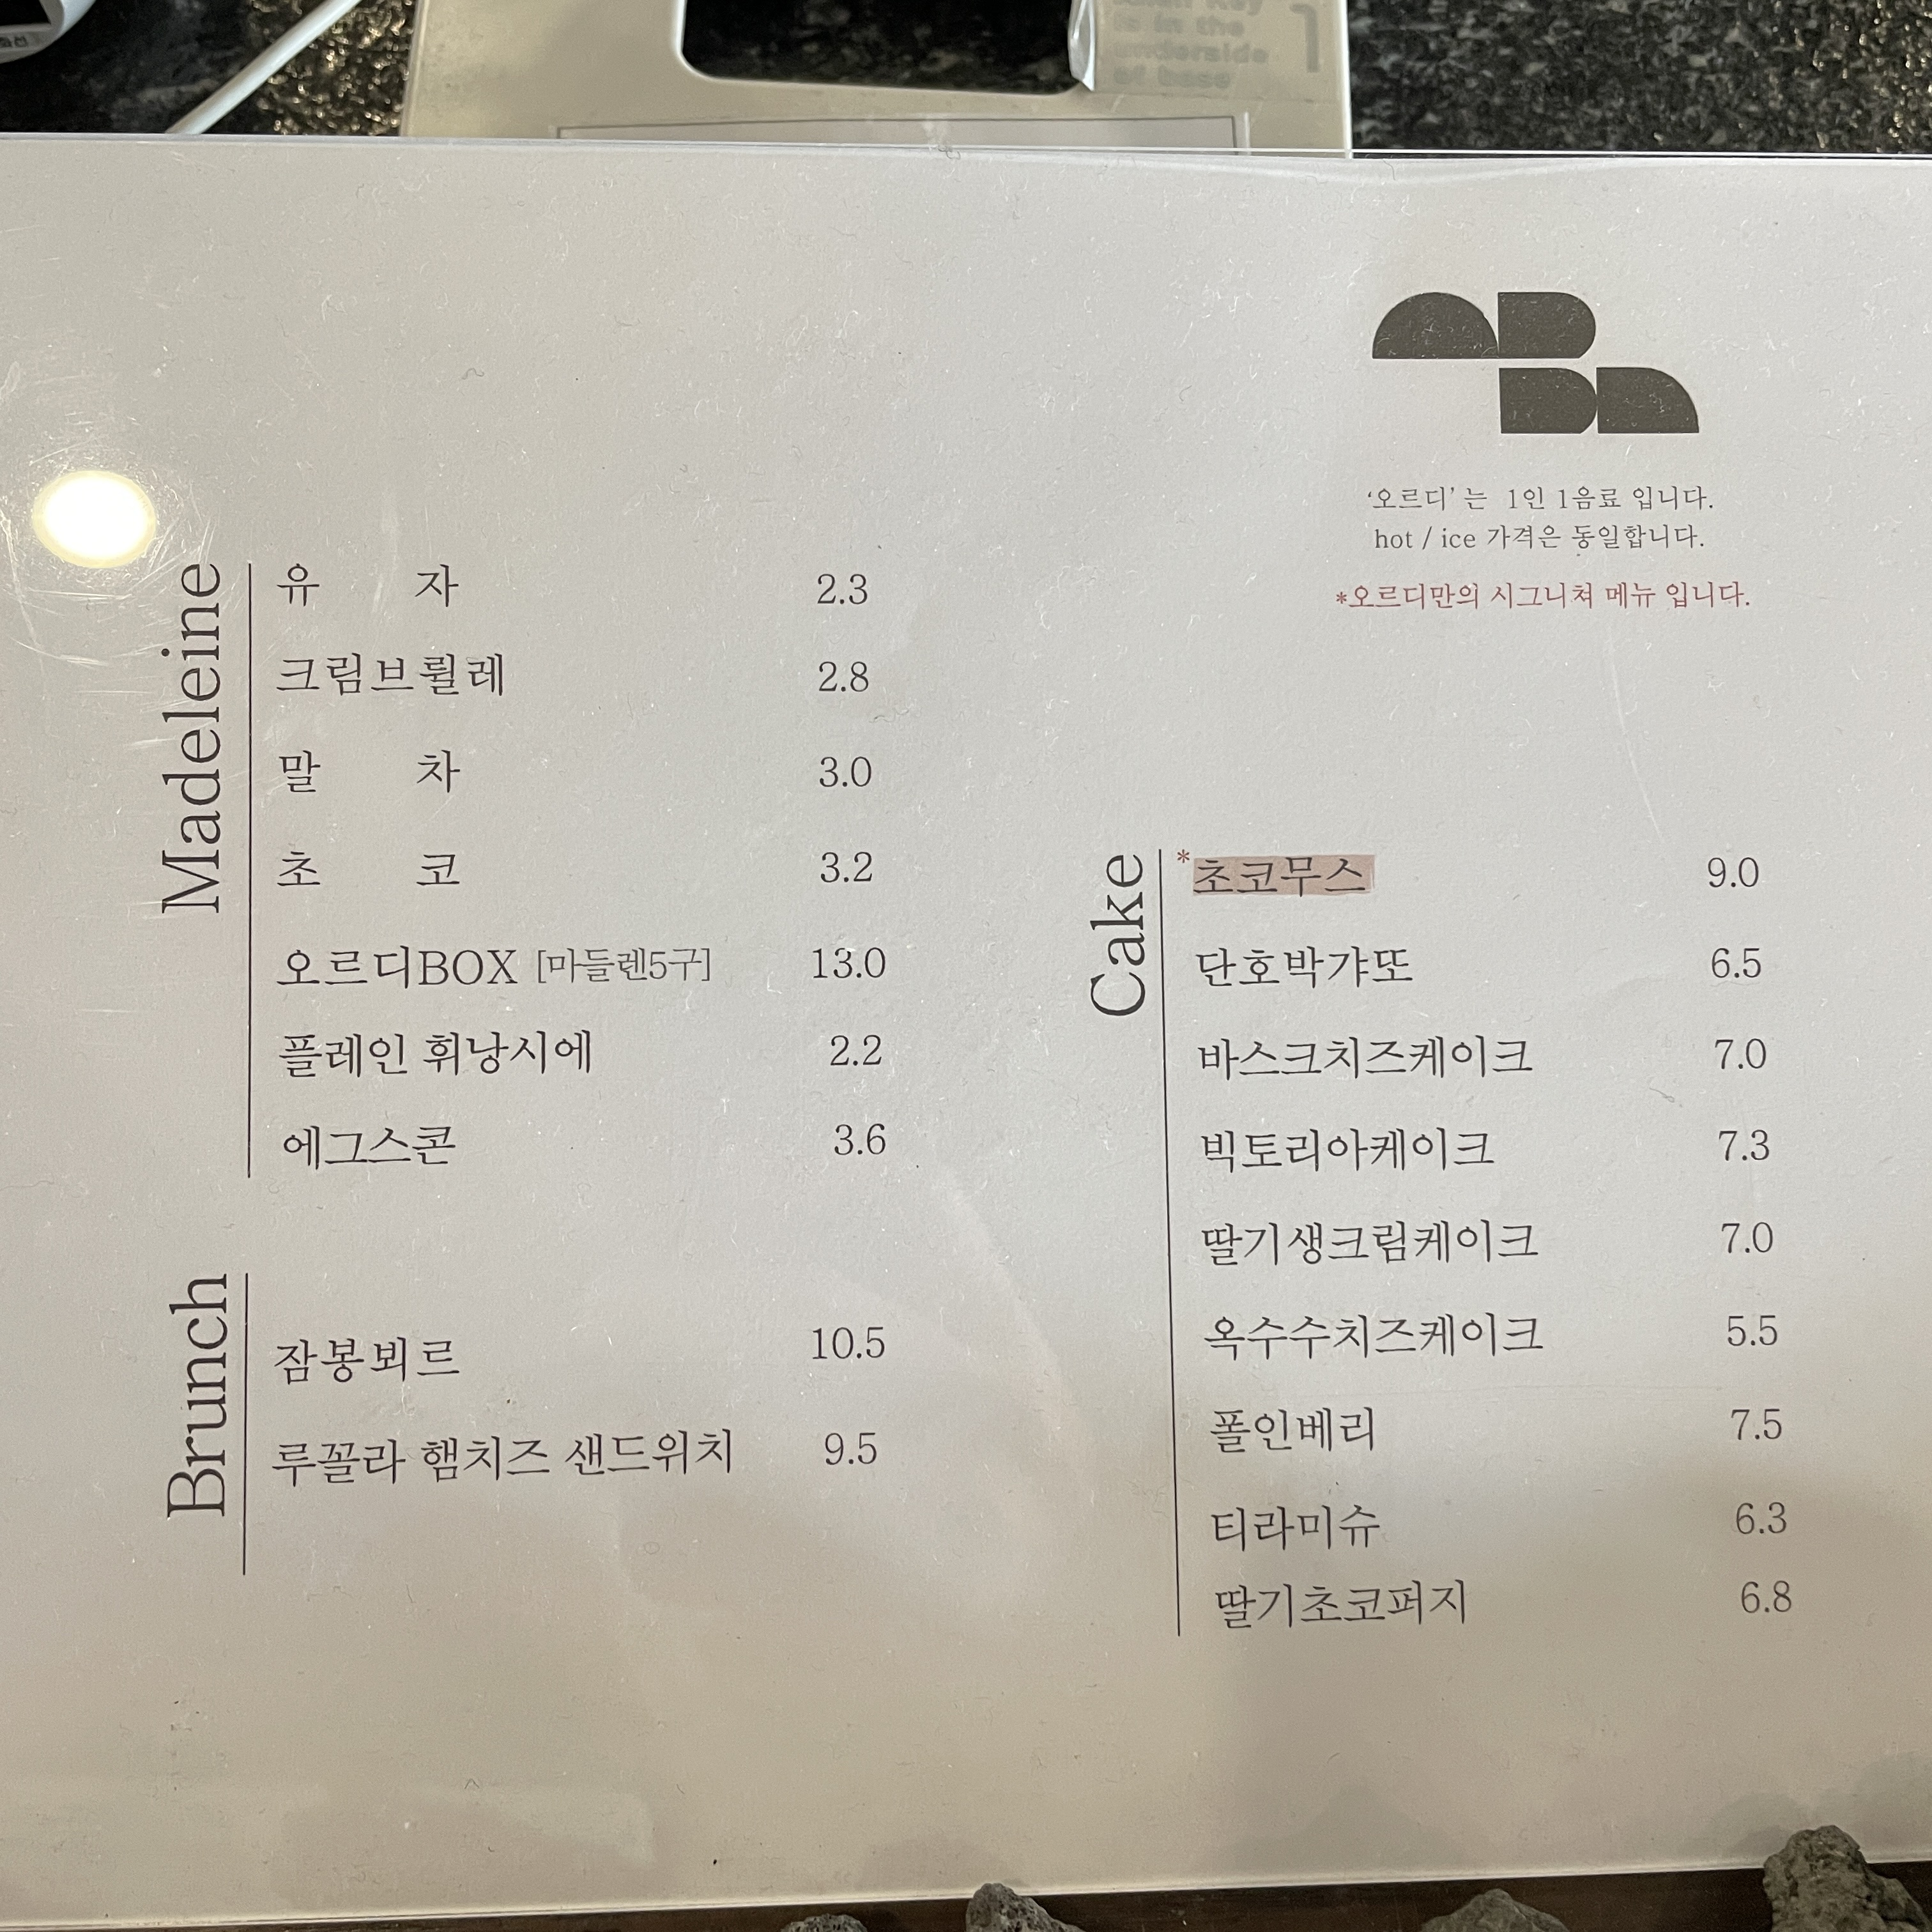 is in the
underside
of base
1
Madeleine
유 자 2.3
크림브륄레 2.8
말 차 3.0
초 코 3.2
오르디BOX [마들렌5구] 13.0
플레인 휘낭시에 2.2
에그스콘 3.6
Brunch
잠봉뵈르 10.5
루꼴라 햄치즈 샌드위치 9.5
‘오르디’ 는 1인 1음료 입니다.
hot / ice 가격은 동일합니다.
*오르디만의 시그니쳐 메뉴 입니다.
Cake
*초코무스 9.0
단호박갸또 6.5
바스크치즈케이크 7.0
빅토리아케이크 7.3
딸기생크림케이크 7.0
옥수수치즈케이크 5.5
폴인베리 7.5
티라미슈 6.3
딸기초코퍼지 6.8